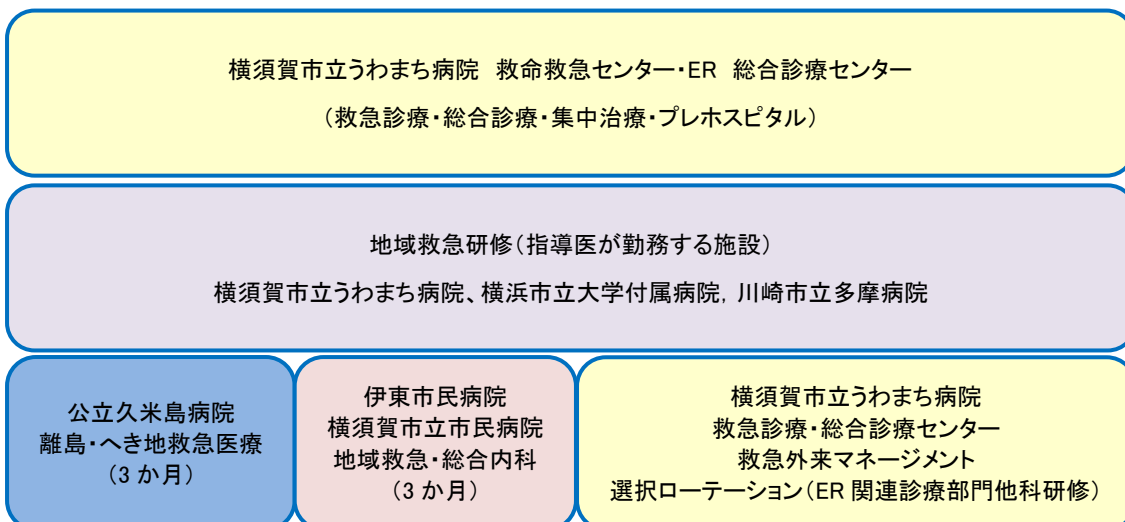 横須賀市立うわまち病院 救命救急センター・ER 総合診療センター
（救急診療・総合診療・集中治療・プレホスピタル）
地域救急研修（指導医が勤務する施設）
横須賀市立うわまち病院、横浜市立大学付属病院, 川崎市立多摩病院
公立久米島病院
離島・へき地救急医療
（3 か月）
伊東市民病院
横須賀市立市民病院
地域救急・総合内科
（3 か月）
横須賀市立うわまち病院
救急診療・総合診療センター
救急外来マネージメント
選択ローテーション（ER 関連診療部門他科研修）